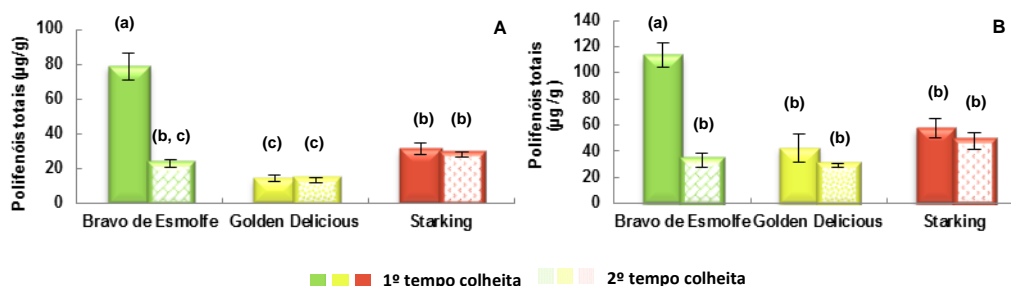 A
Polifenóis totais (µg/g)
100
80
60
40
20
0
(a)
(b, c)
(c)
(c)
(b)
(b)
Bravo de Esmolfe
Golden Delicious
Starking
B
Polifenóis totais
(µg /g)
140
120
100
80
60
40
20
0
(a)
(b)
(b)
(b)
(b)
(b)
Bravo de Esmolfe
Golden Delicious
Starking
1º tempo colheita
2º tempo colheita